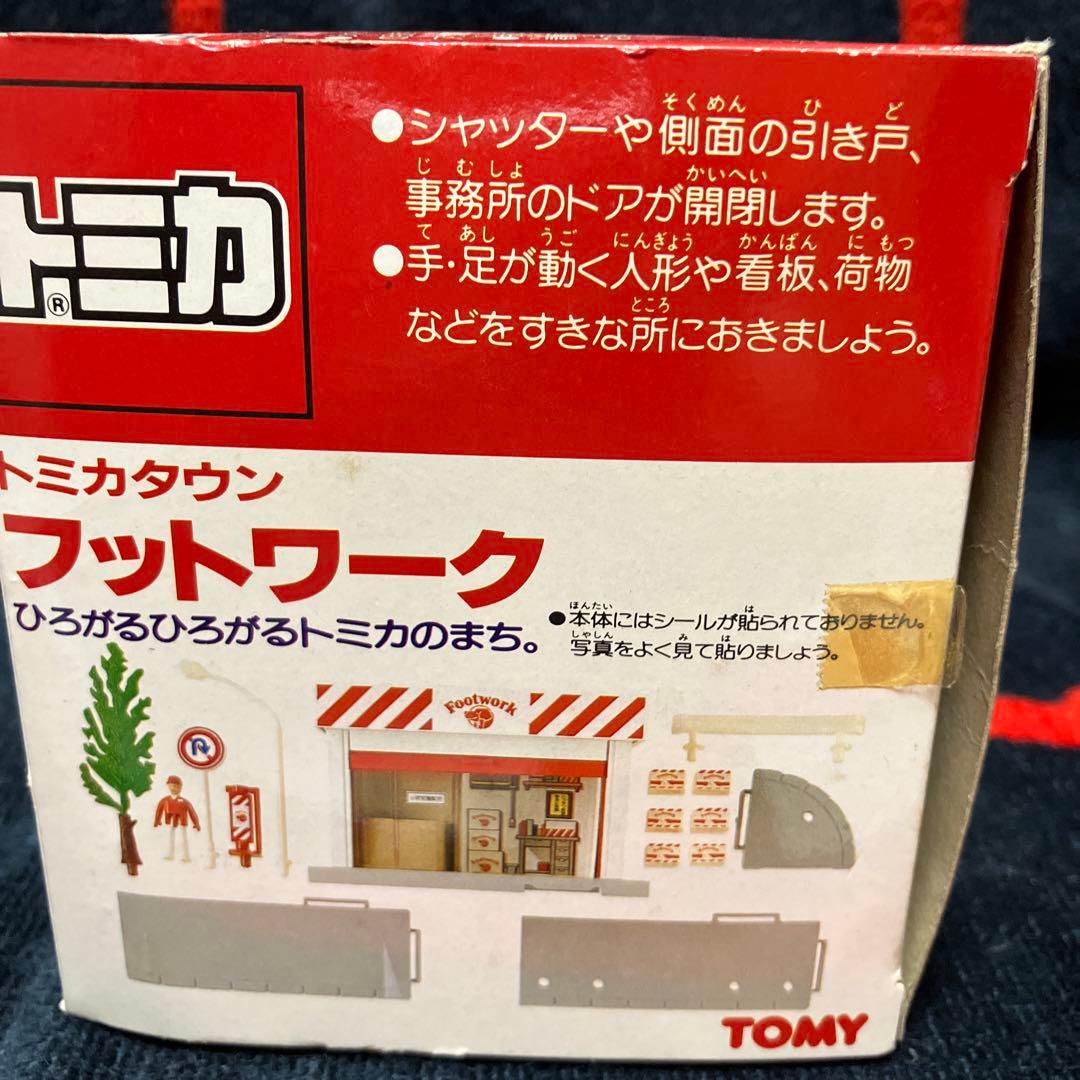 ●シャッターや側面の引き戸、
事務所のドアが開閉します。
●手・足が動く人形や看板、荷物
などをすきな所におきましょう。
トミカ®
トミカタウン
フットワーク
ひろがるひろがるトミカのまち。
●本体にはシールが貼られておりません。
写真をよく見て貼りましょう。
Footwork
TOMY